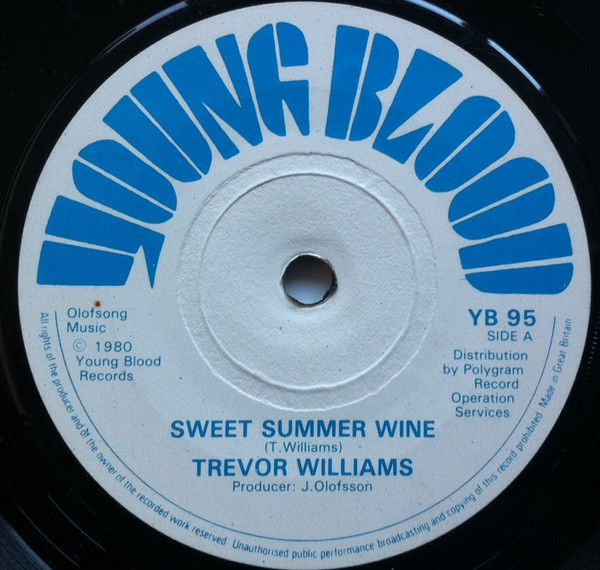 YOUNG BLOOD
Olofsong
Music
© 1980
Young Blood
Records
YB 95
SIDE A
Distribution
by Polygram
Record
Operation
Services
SWEET SUMMER WINE
(T.Williams)
TREVOR WILLIAMS
Producer: J.Olofsson
All rights of the producer and of the owner of the recorded work reserved Unauthorised public performance broadcasting and copying of this record prohibited Made in Great Britain